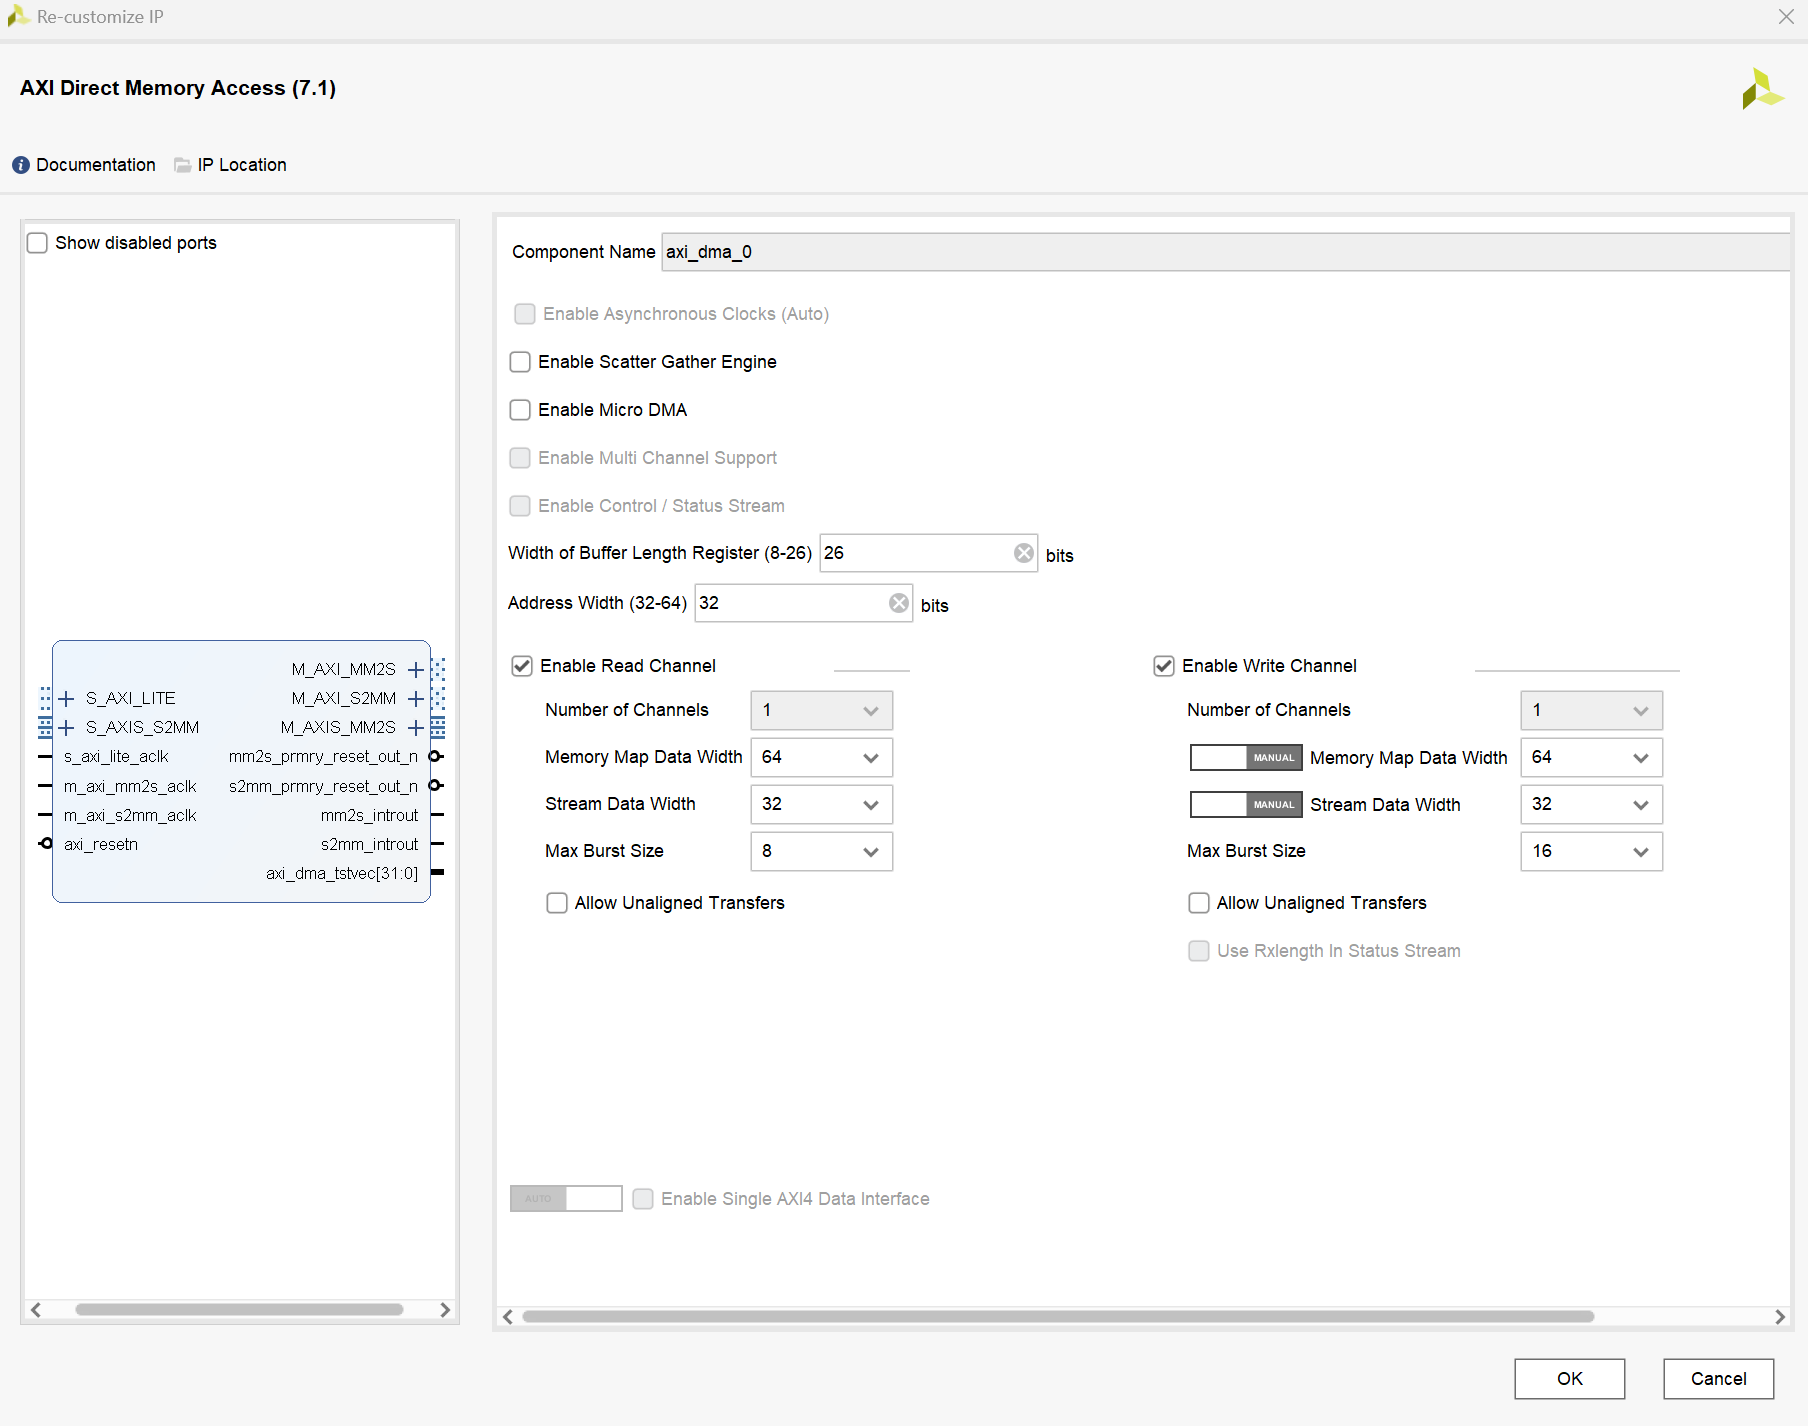 Re-customize IP
AXI Direct Memory Access (7.1)
Documentation IP Location
Show disabled ports
M_AXI_MM2S
S_AXI_LITE M_AXI_S2MM
S_AXIS_S2MM M_AXIS_MM2S
s_axi_lite_aclk mm2s_prmry_reset_out_n
m_axi_mm2s_aclk s2mm_prmry_reset_out_n
m_axi_s2mm_aclk mm2s_introut
axi_resetn s2mm_introut
axi_dma_tstvec[31:0]
Component Name axi_dma_0
Enable Asynchronous Clocks (Auto)
Enable Scatter Gather Engine
Enable Micro DMA
Enable Multi Channel Support
Enable Control / Status Stream
Width of Buffer Length Register (8-26) 26 bits
Address Width (32-64) 32 bits
Enable Read Channel
Number of Channels 1
Memory Map Data Width 64
Stream Data Width 32
Max Burst Size 8
Allow Unaligned Transfers
Enable Write Channel
Number of Channels 1
MANUAL Memory Map Data Width 64
MANUAL Stream Data Width 32
Max Burst Size 16
Allow Unaligned Transfers
Use Rxlength In Status Stream
AUTO Enable Single AXI4 Data Interface
OK Cancel